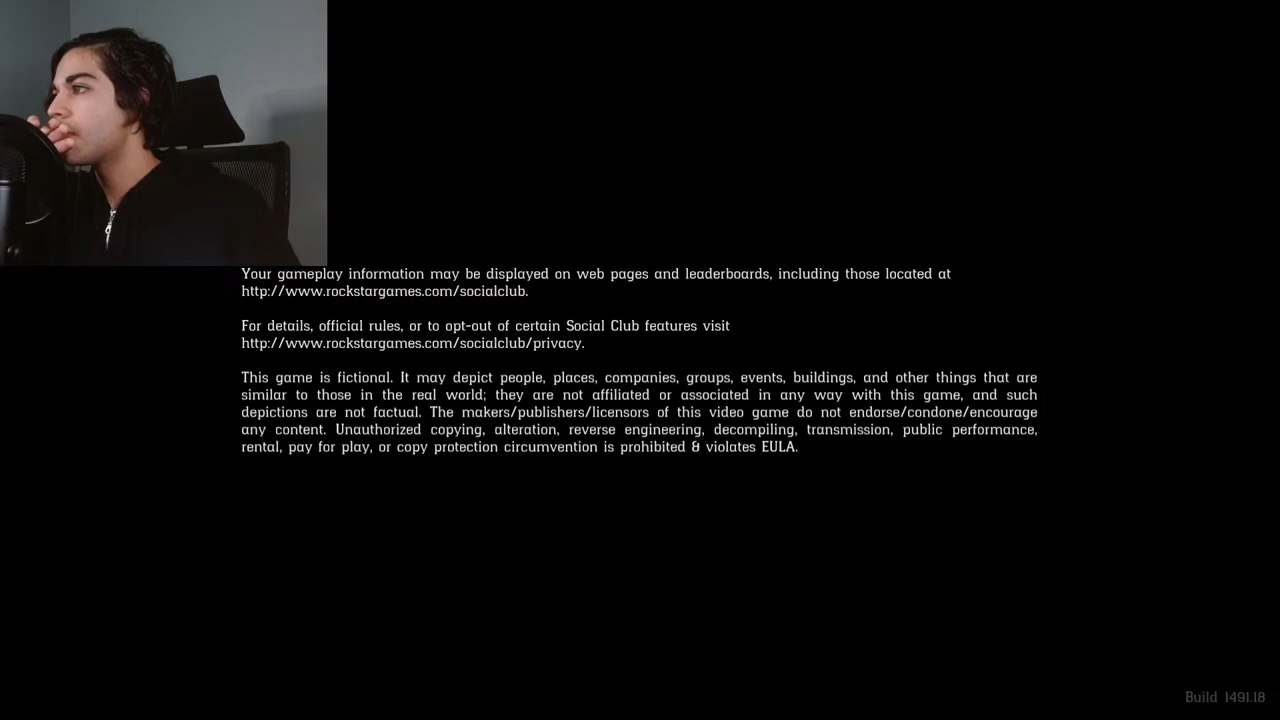 Your gameplay information may be displayed on web pages and leaderboards, including those located at
http://www.rockstargames.com/socialclub.
For details, official rules, or to opt-out of certain Social Club features visit
http://www.rockstargames.com/socialclub/privacy.
This game is fictional. It may depict people, places, companies, groups, events, buildings, and other things that are
similar to those in the real world; they are not affiliated or associated in any way with this game, and such
depictions are not factual. The makers/publishers/licensors of this video game do not endorse/condone/encourage
any content. Unauthorized copying, alteration, reverse engineering, decompiling, transmission, public performance,
rental, pay for play, or copy protection circumvention is prohibited & violates EULA.
Build 1491.18